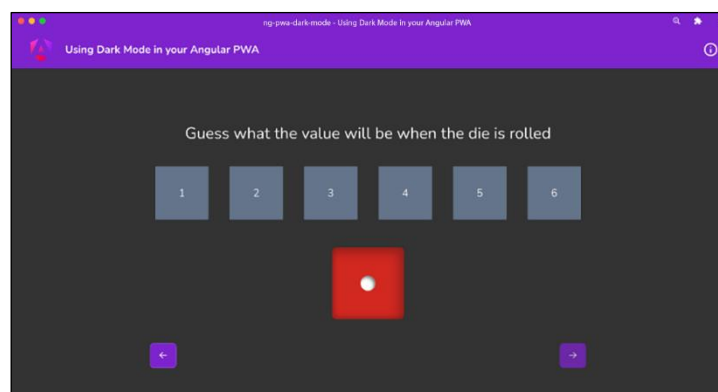 ng-pwa-dark-mode - Using Dark Mode in your Angular PWA
Using Dark Mode in your Angular PWA
Guess what the value will be when the die is rolled
1 2 3 4 5 6